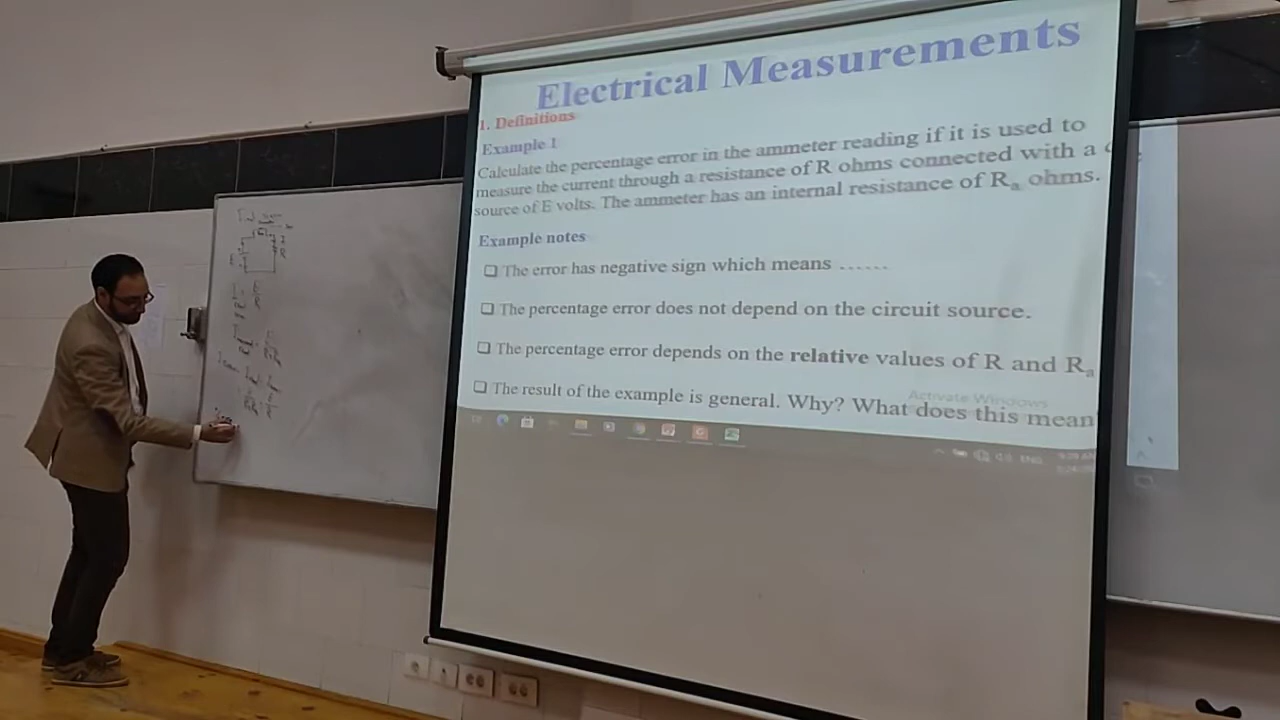 Electrical Measurements
1. Definitions
Example 1
Calculate the percentage error in the ammeter reading if it is used to
measure the current through a resistance of R ohms connected with a
source of E volts. The ammeter has an internal resistance of Rₐ ohms.
Example notes
❑ The error has negative sign which means ......
❑ The percentage error does not depend on the circuit source.
❑ The percentage error depends on the relative values of R and Rₐ
❑ The result of the example is general. Why? What does this mean
Activate Windows
ENG
E
R
I = E
R